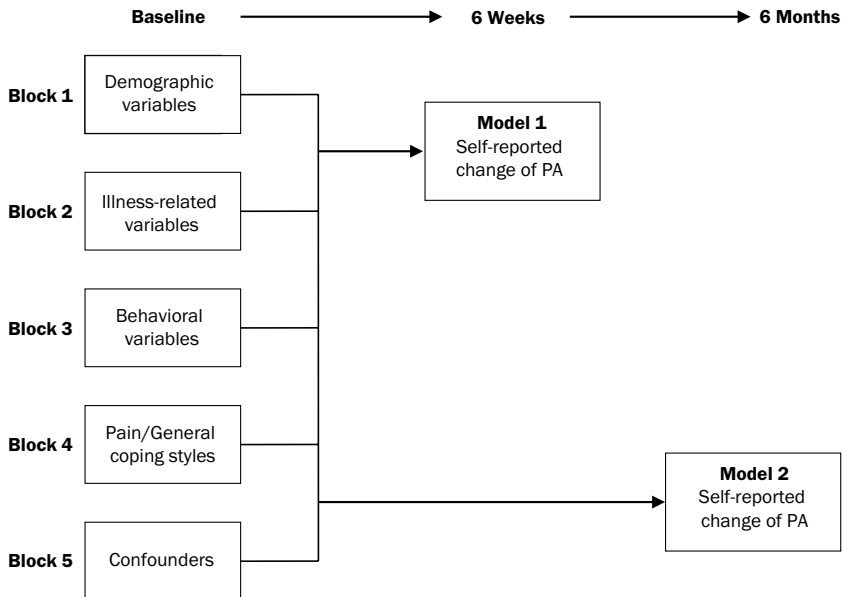 Baseline
6 Weeks
6 Months
Block 1
Demographic
variables
Model 1
Self-reported
change of PA
Block 2
Illness-related
variables
Block 3
Behavioral
variables
Block 4
Pain/General
coping styles
Model 2
Self-reported
change of PA
Block 5
Confounders